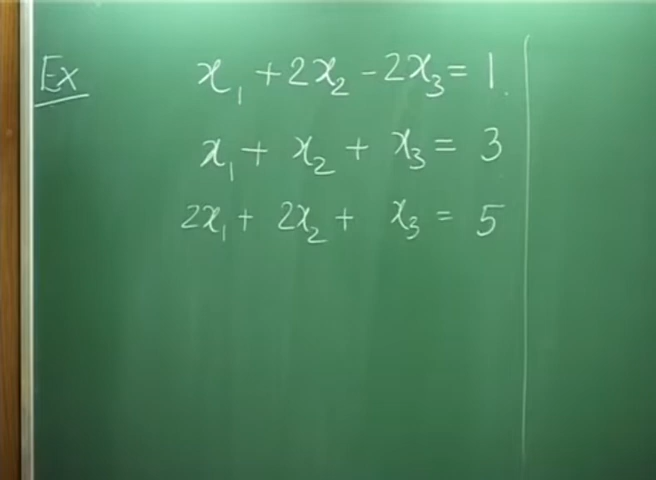 Ex x₁ + 2x₂ - 2x₃ = 1.
x₁ + x₂ + x₃ = 3
2x₁ + 2x₂ + x₃ = 5